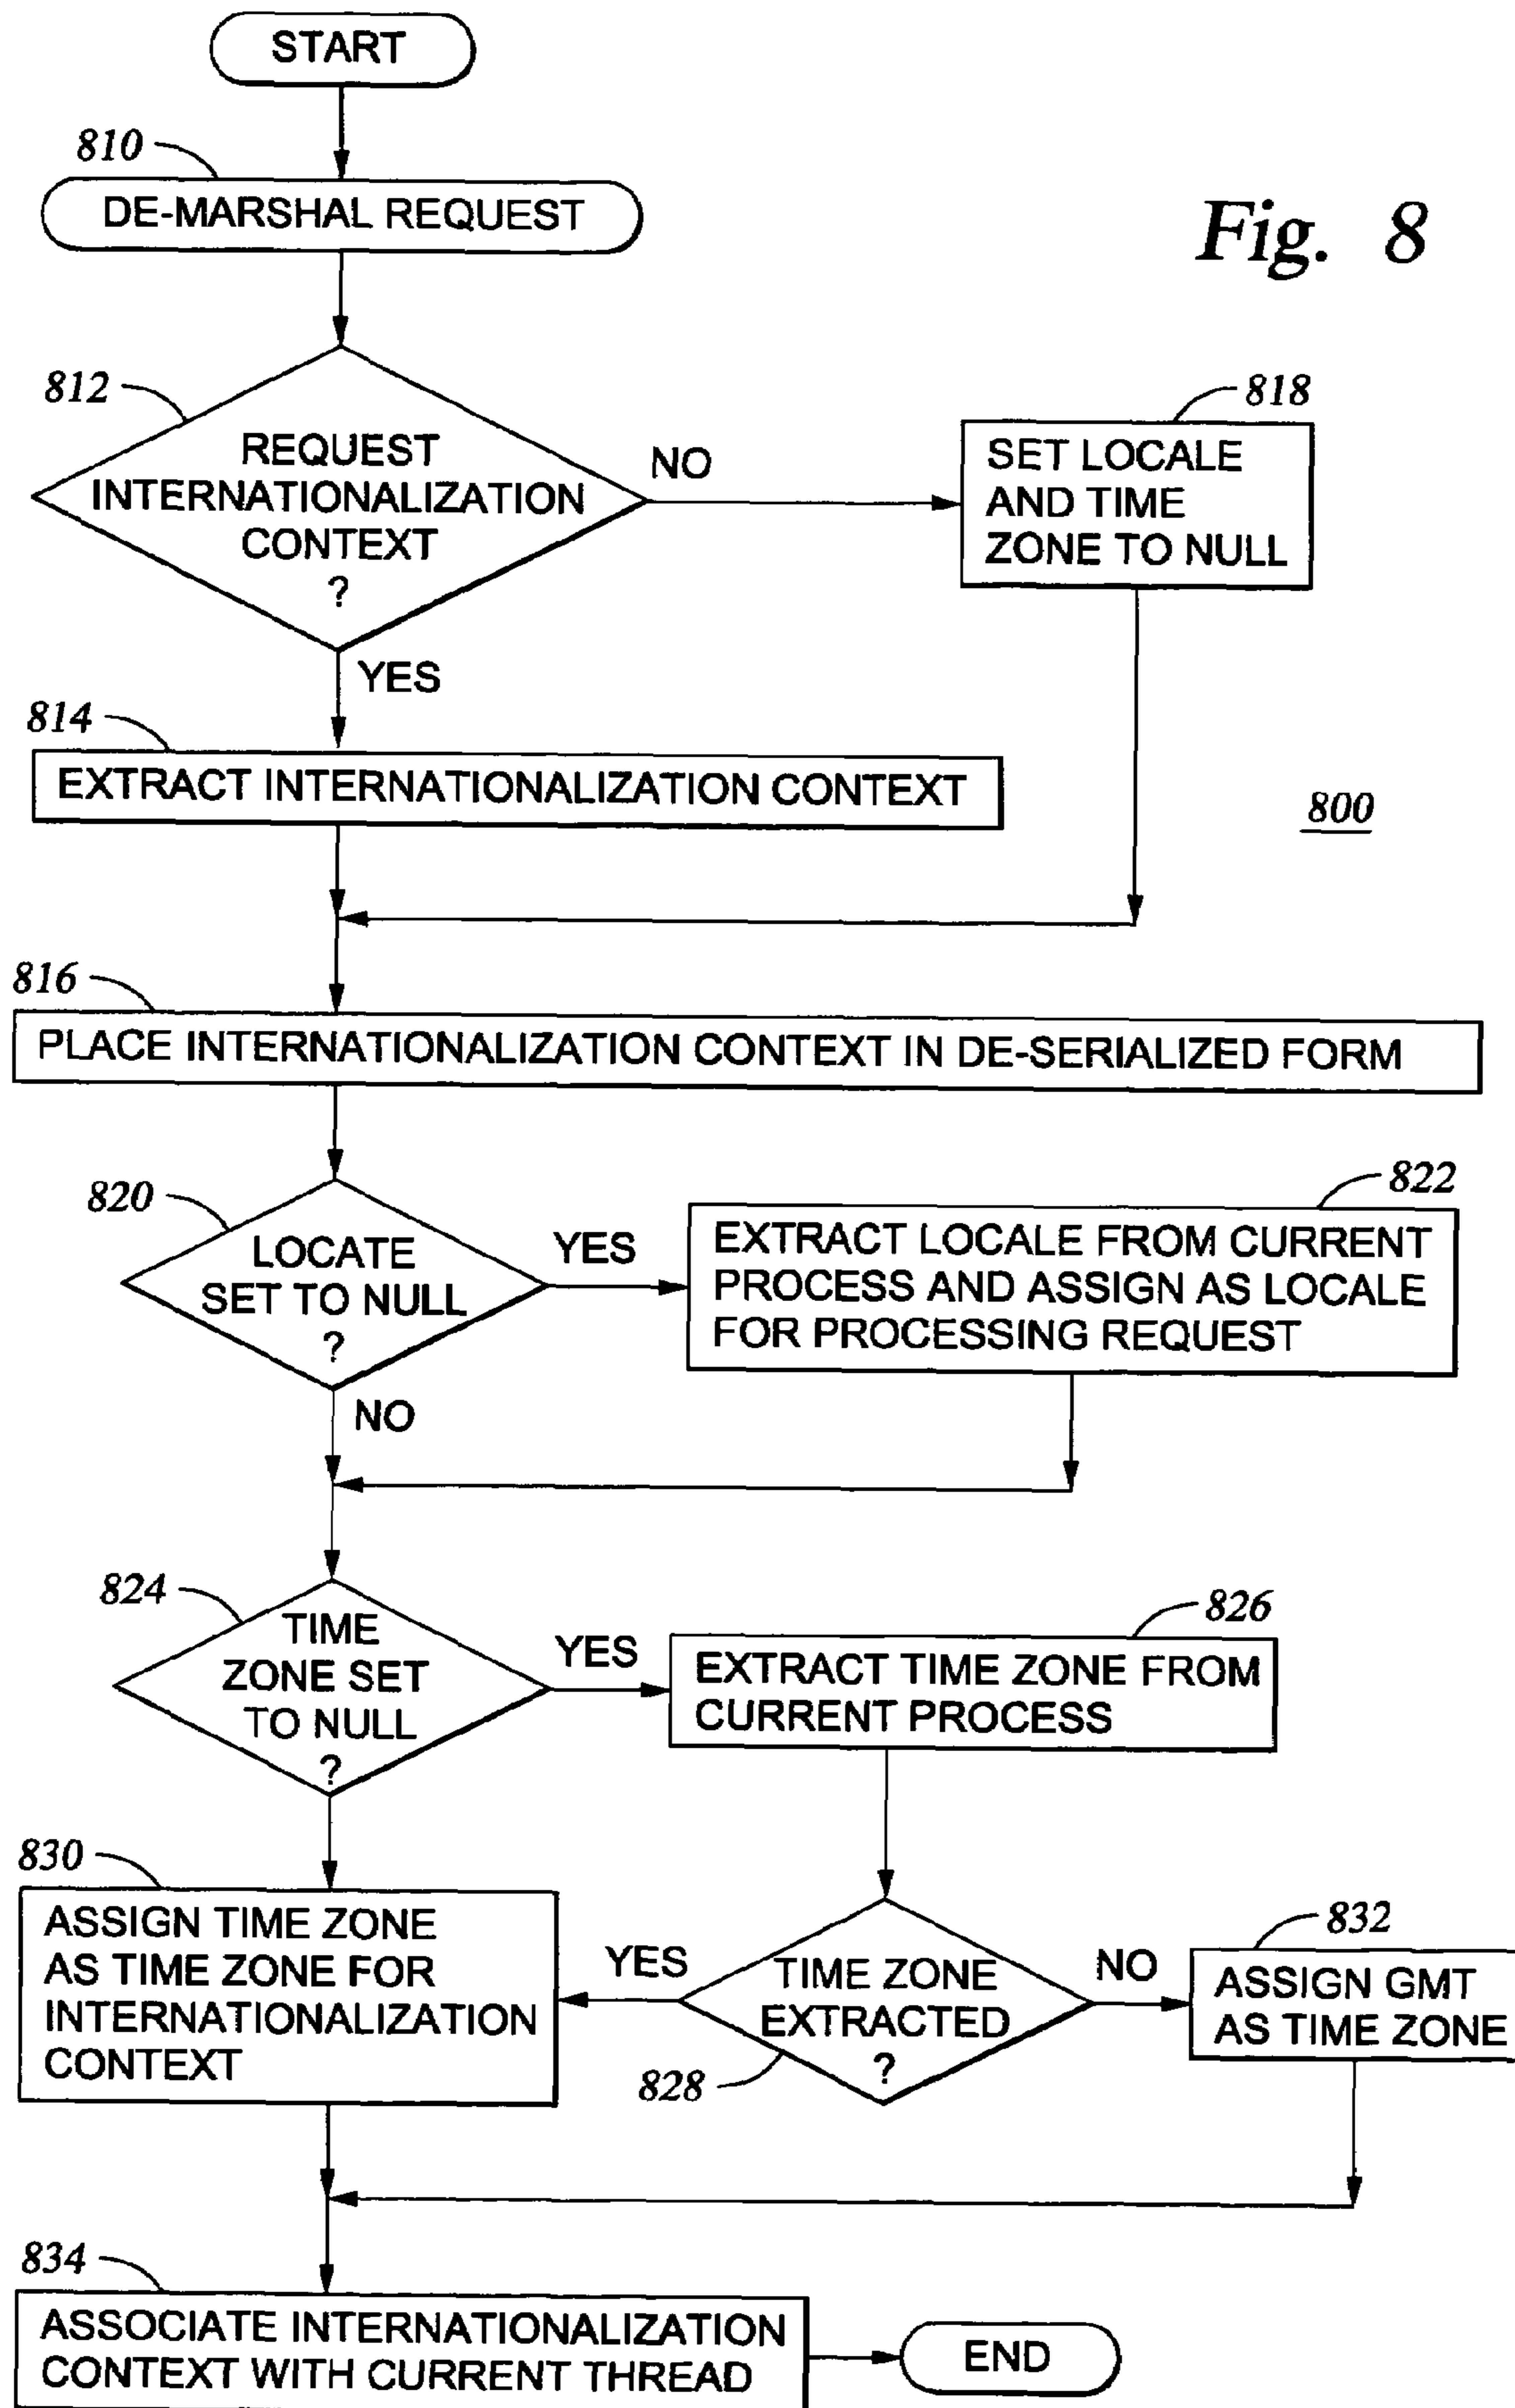 START
810
DE-MARSHAL REQUEST
Fig. 8
812
REQUEST
INTERNATIONALIZATION
CONTEXT
?
NO
818
SET LOCALE
AND TIME
ZONE TO NULL
YES
814
EXTRACT INTERNATIONALIZATION CONTEXT
800
816
PLACE INTERNATIONALIZATION CONTEXT IN DE-SERIALIZED FORM
820
LOCATE
SET TO NULL
?
YES
822
EXTRACT LOCALE FROM CURRENT
PROCESS AND ASSIGN AS LOCALE
FOR PROCESSING REQUEST
NO
824
TIME
ZONE SET
TO NULL
?
YES
826
EXTRACT TIME ZONE FROM
CURRENT PROCESS
830
ASSIGN TIME ZONE
AS TIME ZONE FOR
INTERNATIONALIZATION
CONTEXT
YES
TIME ZONE
EXTRACTED
?
828
NO
832
ASSIGN GMT
AS TIME ZONE
834
ASSOCIATE INTERNATIONALIZATION
CONTEXT WITH CURRENT THREAD
END